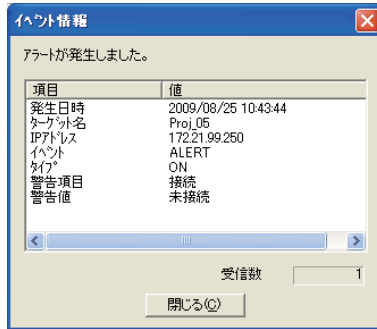 イベント情報
アラートが発生しました。
項目 値
発生日時 2009/08/25 10:43:44
ターゲット名 Proj_05
IPアドレス 172.21.99.250
イベント ALERT
タイプ ON
警告項目 接続
警告値 未接続
受信数 1
閉じる(C)